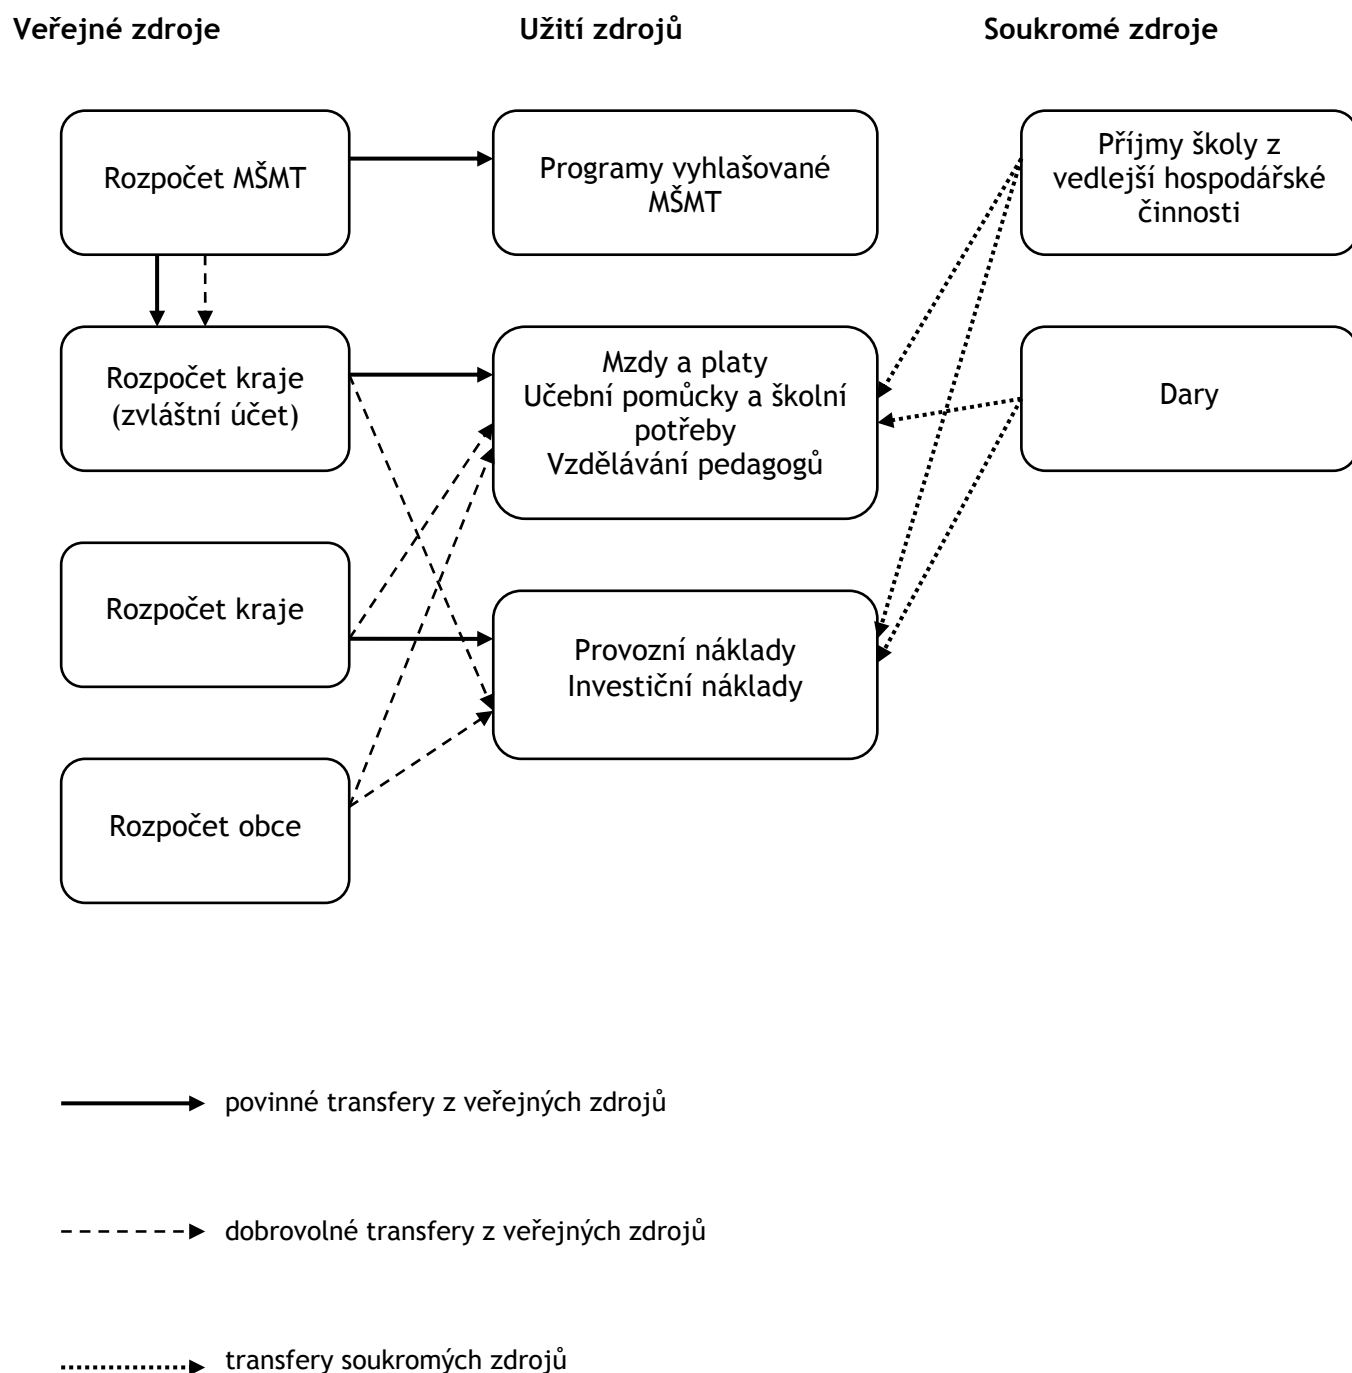 Veřejné zdroje
Užití zdrojů
Soukromé zdroje
Rozpočet MŠMT
Programy vyhlašované
MŠMT
Příjmy školy z
vedlejší hospodářské
činnosti
Rozpočet kraje
(zvláštní účet)
Mzdy a platy
Učební pomůcky a školní
potřeby
Vzdělávání pedagogů
Dary
Rozpočet kraje
Provozní náklady
Investiční náklady
Rozpočet obce
povinné transfery z veřejných zdrojů
dobrovolné transfery z veřejných zdrojů
transfery soukromých zdrojů